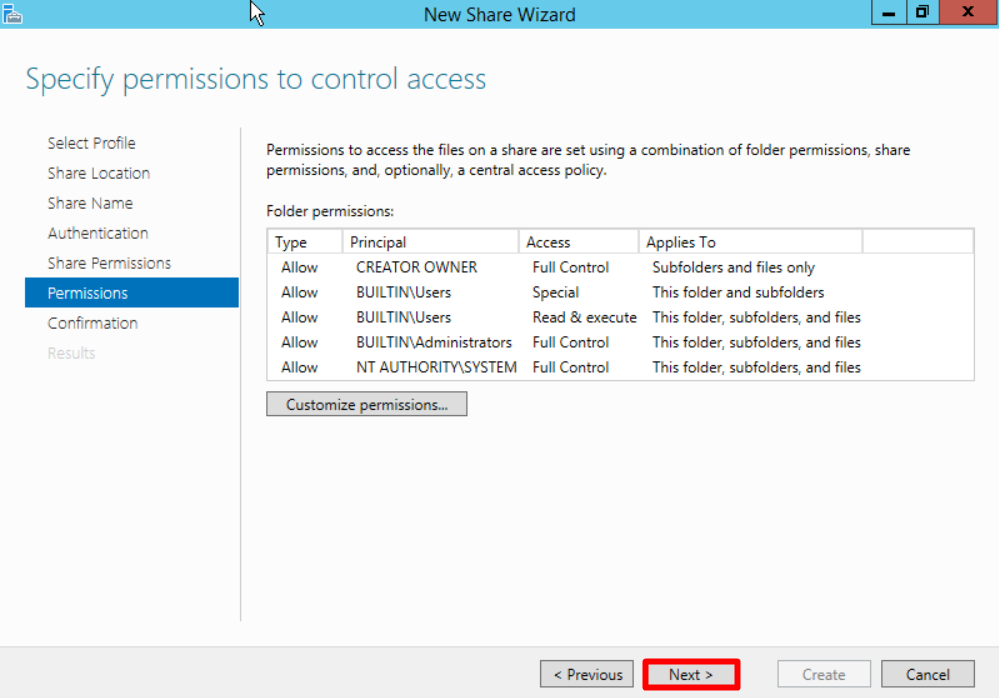 New Share Wizard
Specify permissions to control access
Select Profile
Share Location
Share Name
Authentication
Share Permissions
Permissions
Confirmation
Results
Permissions to access the files on a share are set using a combination of folder permissions, share
permissions, and, optionally, a central access policy.
Folder permissions:
Type Principal Access Applies To
Allow CREATOR OWNER Full Control Subfolders and files only
Allow BUILTIN\Users Special This folder and subfolders
Allow BUILTIN\Users Read & execute This folder, subfolders, and files
Allow BUILTIN\Administrators Full Control This folder, subfolders, and files
Allow NT AUTHORITY\SYSTEM Full Control This folder, subfolders, and files
Customize permissions...
< Previous Next > Create Cancel